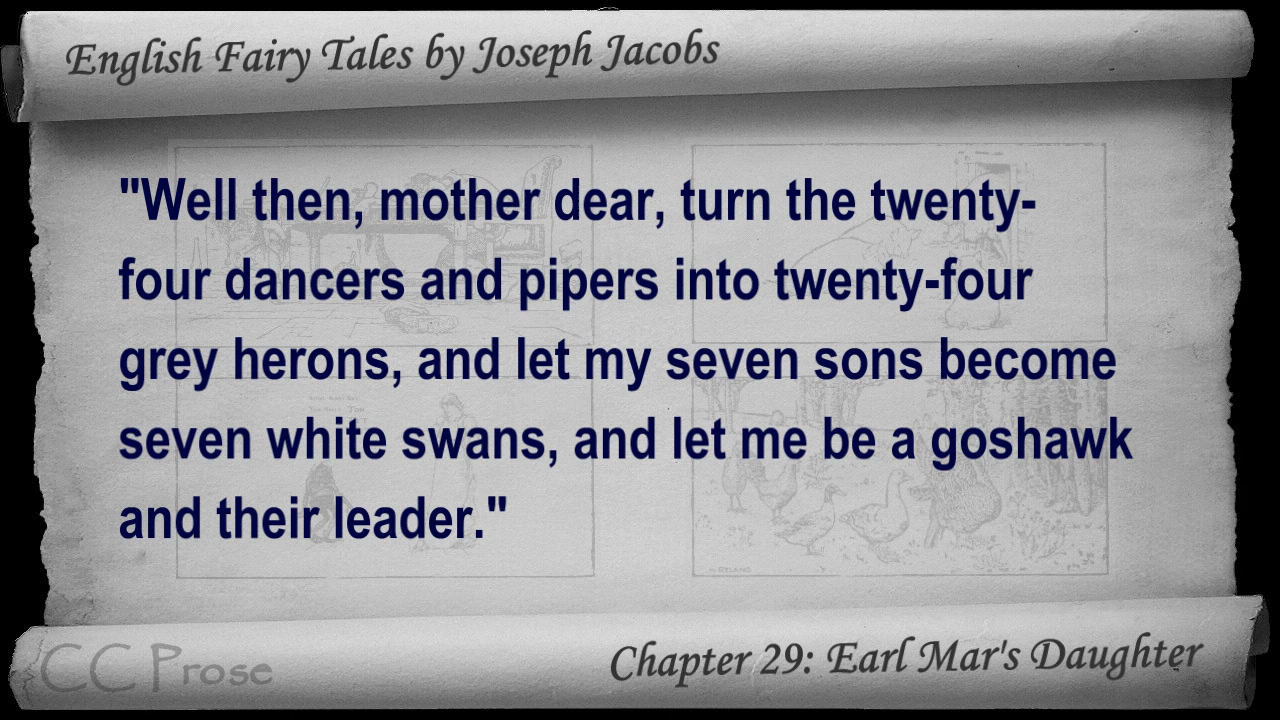 English Fairy Tales by Joseph Jacobs
"Well then, mother dear, turn the twenty-
four dancers and pipers into twenty-four
grey herons, and let my seven sons become
seven white swans, and let me be a goshawk
and their leader."
CC Prose
Chapter 29: Earl Mar's Daughter